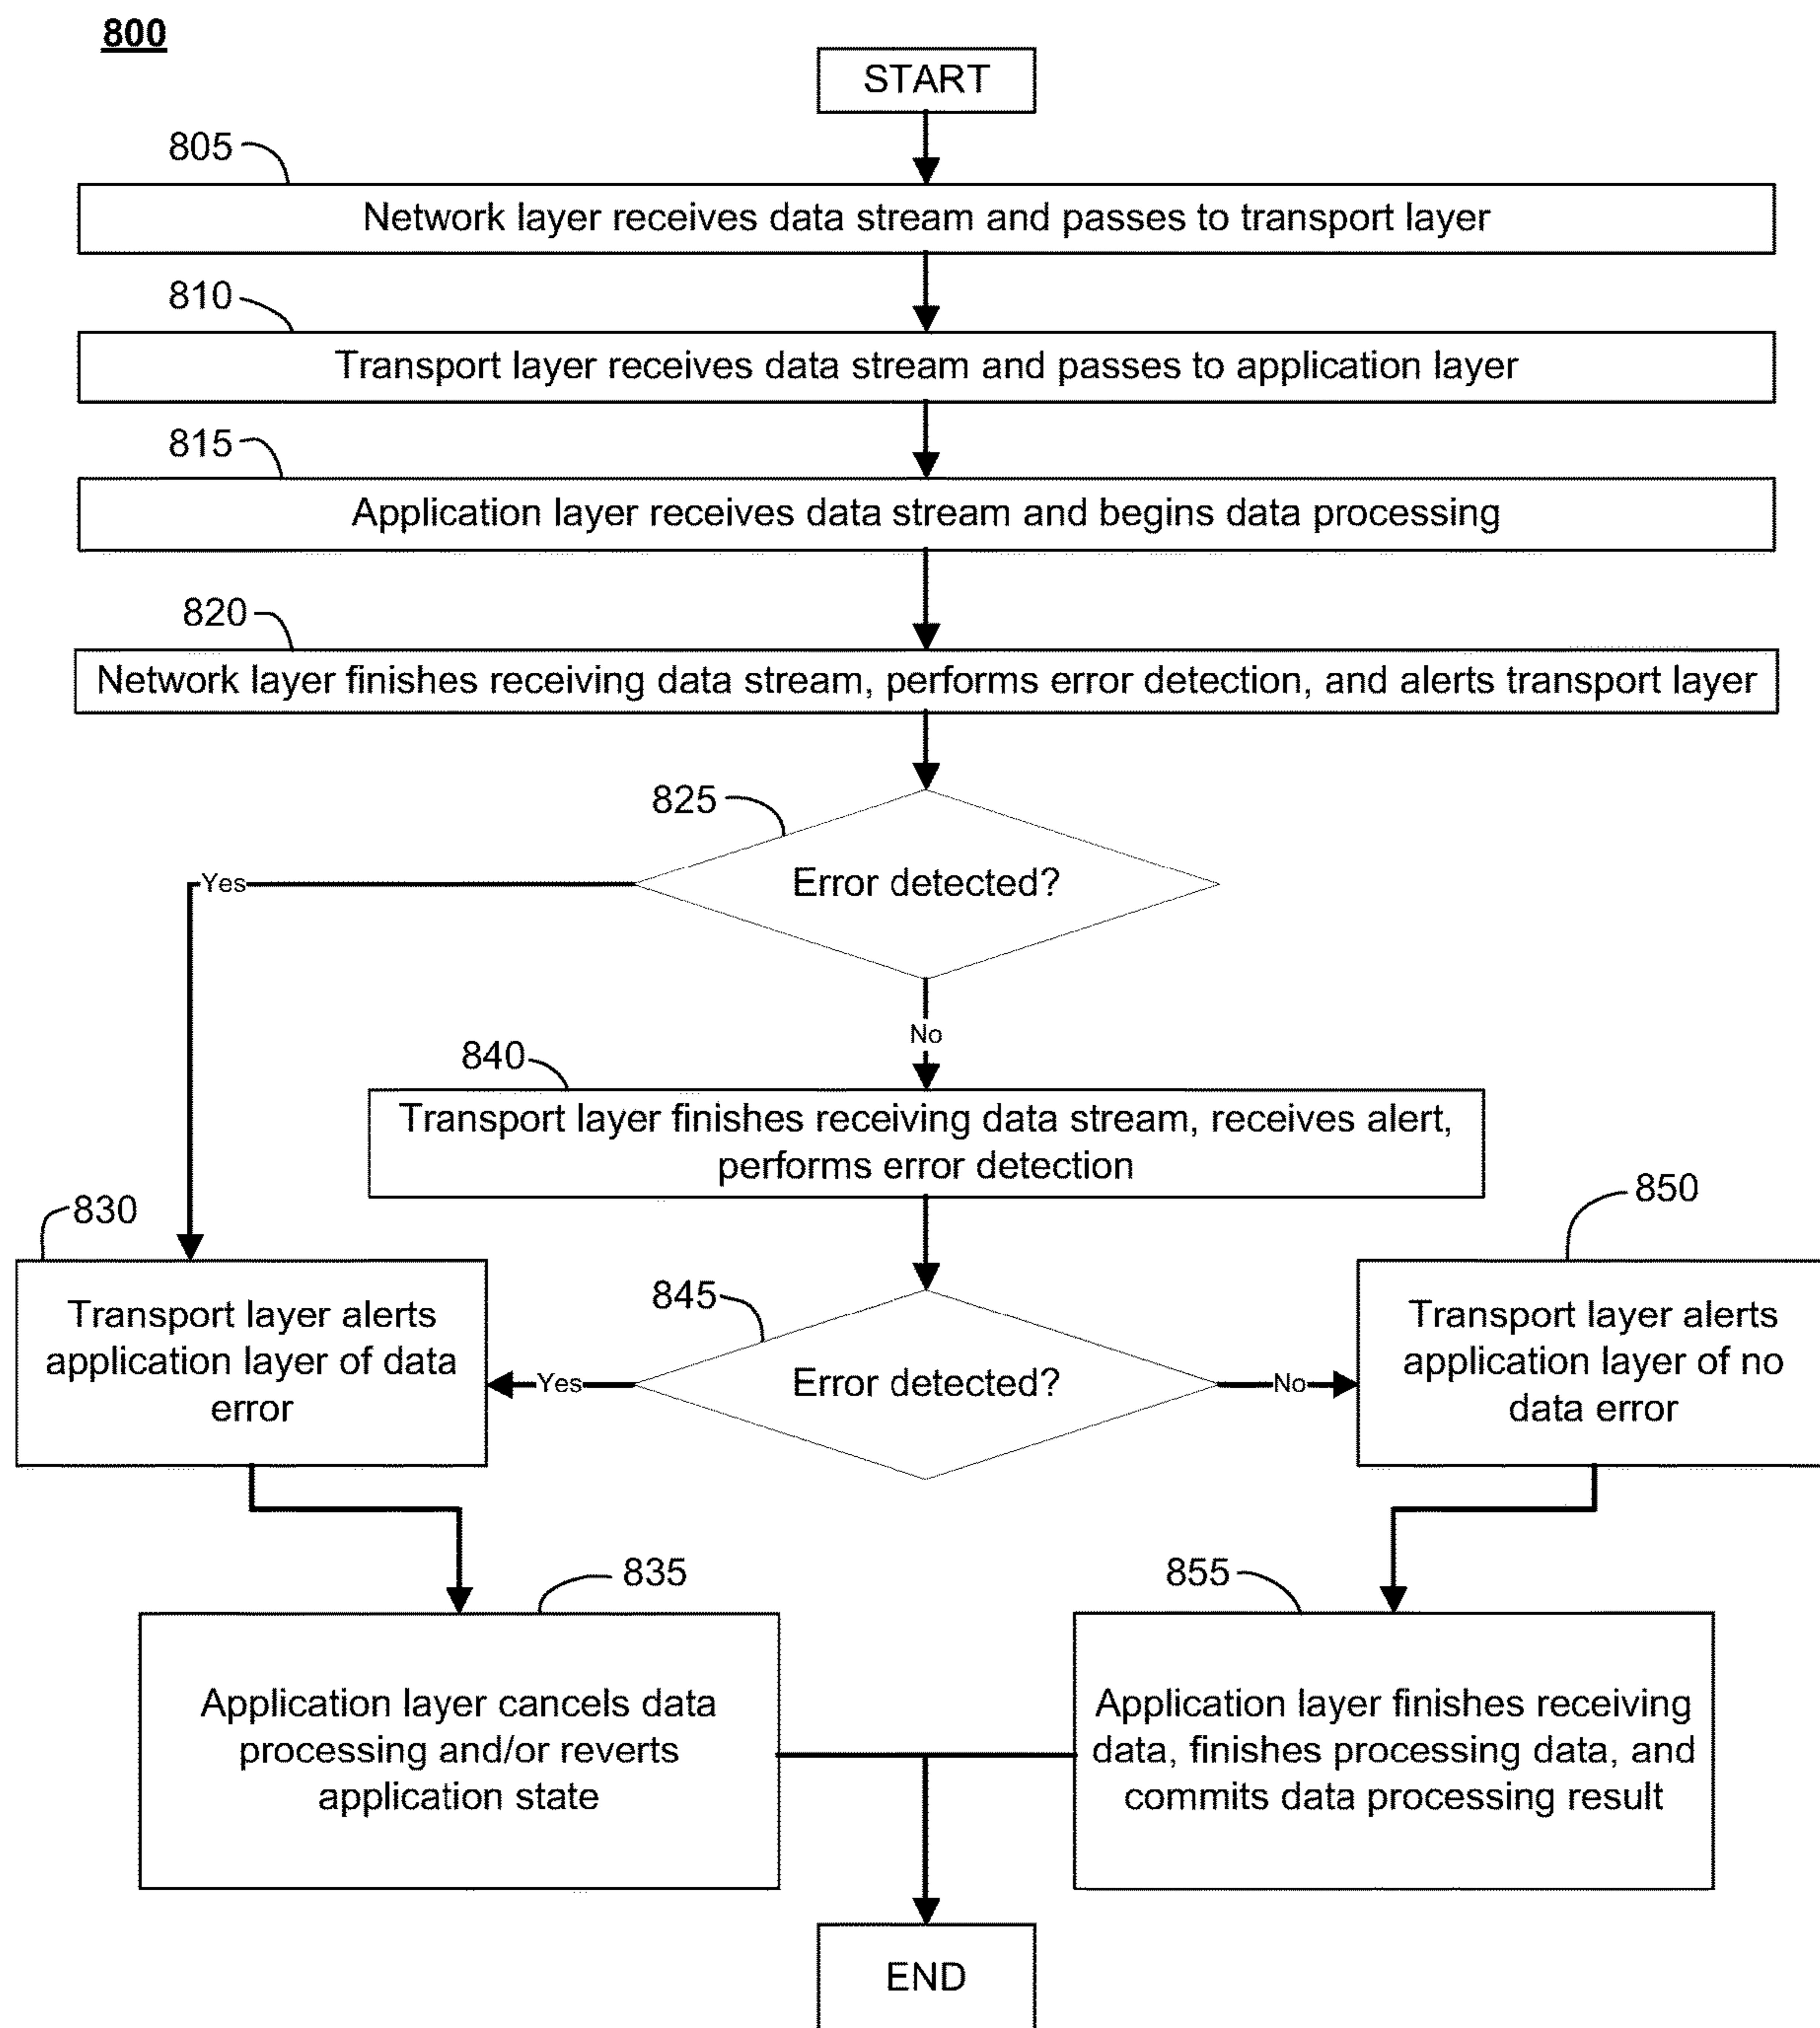 800
START
805
Network layer receives data stream and passes to transport layer
810
Transport layer receives data stream and passes to application layer
815
Application layer receives data stream and begins data processing
820
Network layer finishes receiving data stream, performs error detection, and alerts transport layer
825
Error detected?
Yes
No
840
Transport layer finishes receiving data stream, receives alert,
performs error detection
830
Transport layer alerts
application layer of data
error
845
Error detected?
Yes
No
850
Transport layer alerts
application layer of no
data error
835
Application layer cancels data
processing and/or reverts
application state
855
Application layer finishes receiving
data, finishes processing data, and
commits data processing result
END